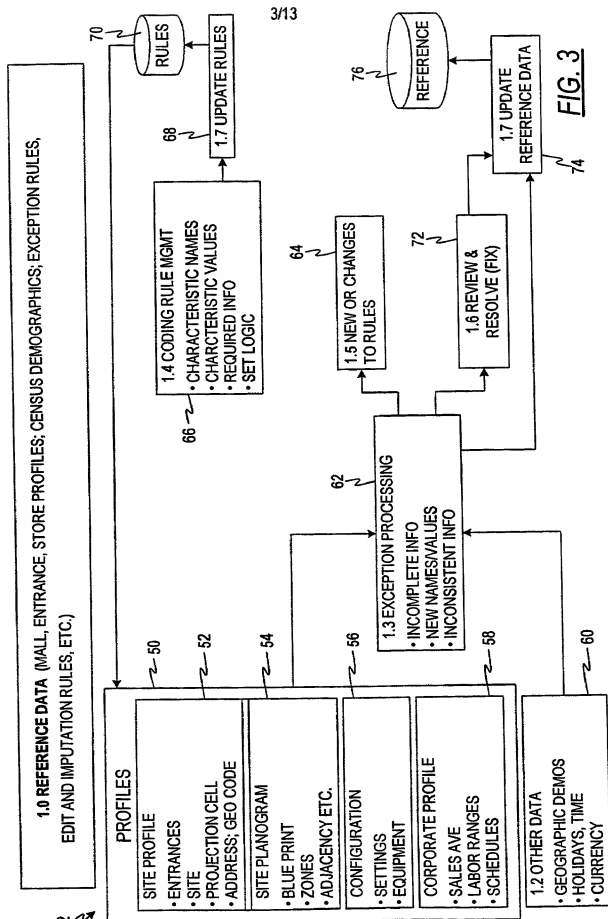 3/13
1.0 REFERENCE DATA (MALL, ENTRANCE, STORE PROFILES; CENSUS DEMOGRAPHICS; EXCEPTION RULES,
EDIT AND IMPUTATION RULES, ETC.)
PROFILES
50
SITE PROFILE
• ENTRANCES
• SITE
PROJECTION CELL
ADDRESS; GEO CODE
52
SITE PLANOGRAM
• BLUE PRINT
• ZONES
• ADJACENCY ETC.
54
CONFIGURATION
• SETTINGS
• EQUIPMENT
56
CORPORATE PROFILE
• SALES AVE
• LABOR RANGES
• SCHEDULES
58
1.2 OTHER DATA
• GEOGRAPHIC DEMOS
• HOLIDAYS, TIME
• CURRENCY
60
62
1.3 EXCEPTION PROCESSING
• INCOMPLETE INFO
• NEW NAMES/VALUES
• INCONSISTENT INFO
1.4 CODING RULE MGMT
• CHARACTERISTIC NAMES
• CHARCTERISTIC VALUES
• REQUIRED INFO
• SET LOGIC
66
68
1.7 UPDATE RULES
70
RULES
64
1.5 NEW OR CHANGES
TO RULES
72
1.6 REVIEW &
RESOLVE (FIX)
76
REFERENCE
1.7 UPDATE
REFERENCE DATA
74
FIG. 3